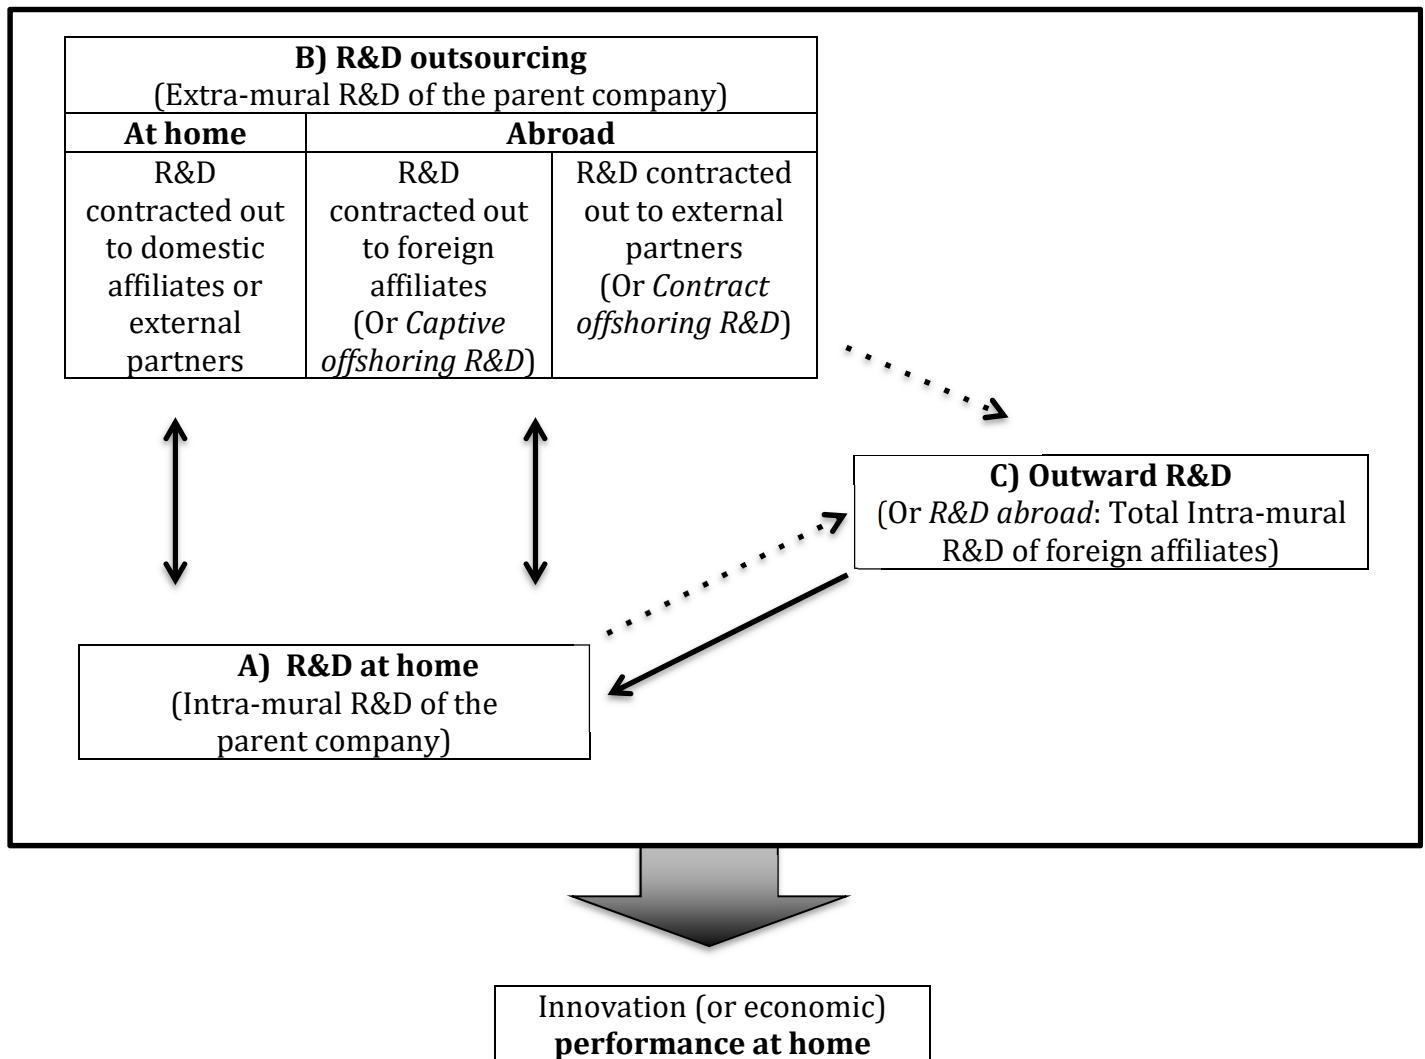 B) R&D outsourcing
(Extra-mural R&D of the parent company)
At home
Abroad
R&D
contracted out
to domestic
affiliates or
external
partners
R&D
contracted out
to foreign
affiliates
(Or Captive
offshoring R&D)
R&D contracted
out to external
partners
(Or Contract
offshoring R&D)
C) Outward R&D
(Or R&D abroad: Total Intra-mural
R&D of foreign affiliates)
A) R&D at home
(Intra-mural R&D of the
parent company)
Innovation (or economic)
performance at home